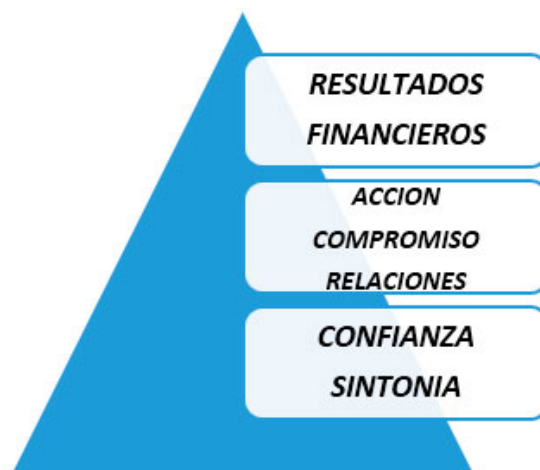 RESULTADOS
FINANCIEROS
ACCION
COMPROMISO
RELACIONES
CONFIANZA
SINTONIA